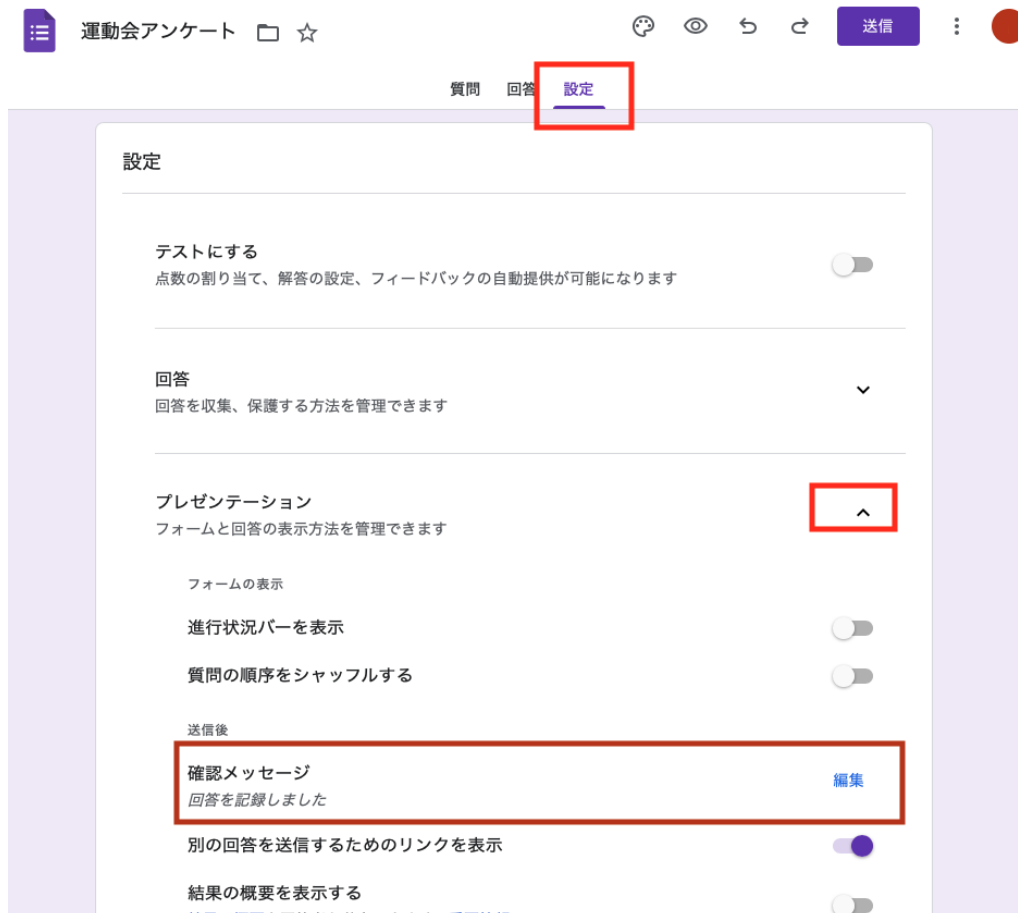 運動会アンケート
送信
質問 回答 設定
設定
テストにする
点数の割り当て、解答の設定、フィードバックの自動提供が可能になります
回答
回答を収集、保護する方法を管理できます
プレゼンテーション
フォームと回答の表示方法を管理できます
フォームの表示
進行状況バーを表示
質問の順序をシャッフルする
送信後
確認メッセージ
編集
回答を記録しました
別の回答を送信するためのリンクを表示
結果の概要を表示する